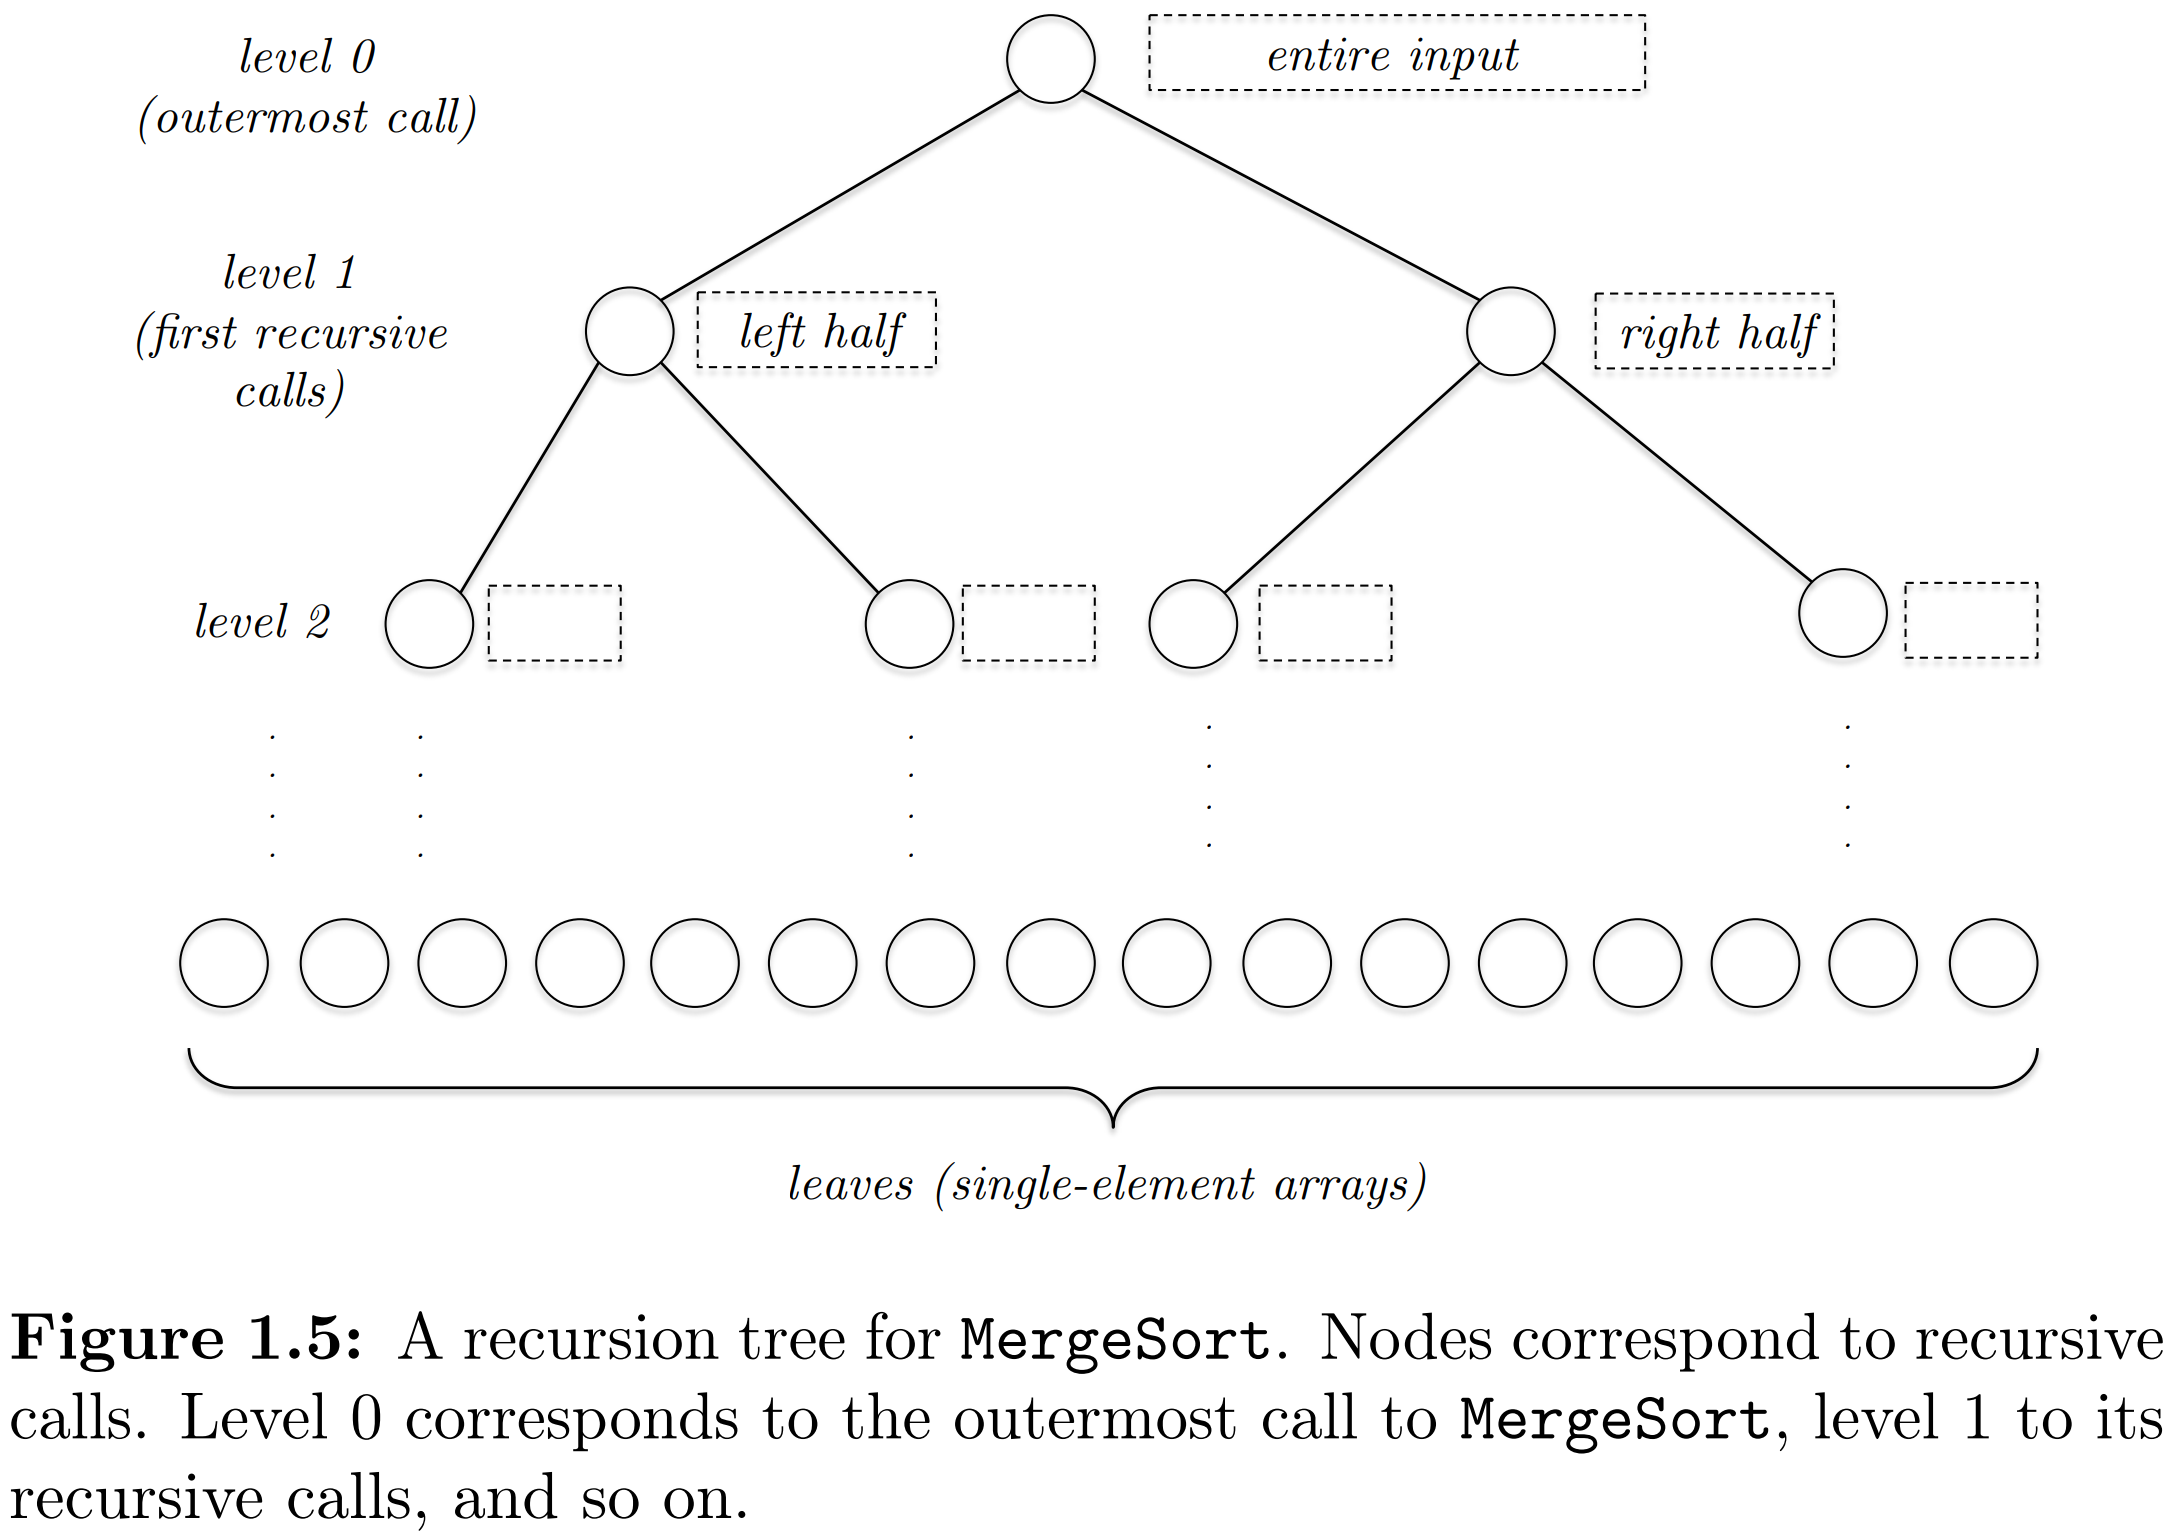 level 0
(outermost call)
entire input
level 1
(first recursive
calls)
left half
right half
level 2
leaves (single-element arrays)
Figure 1.5: A recursion tree for MergeSort. Nodes correspond to recursive
calls. Level 0 corresponds to the outermost call to MergeSort, level 1 to its
recursive calls, and so on.